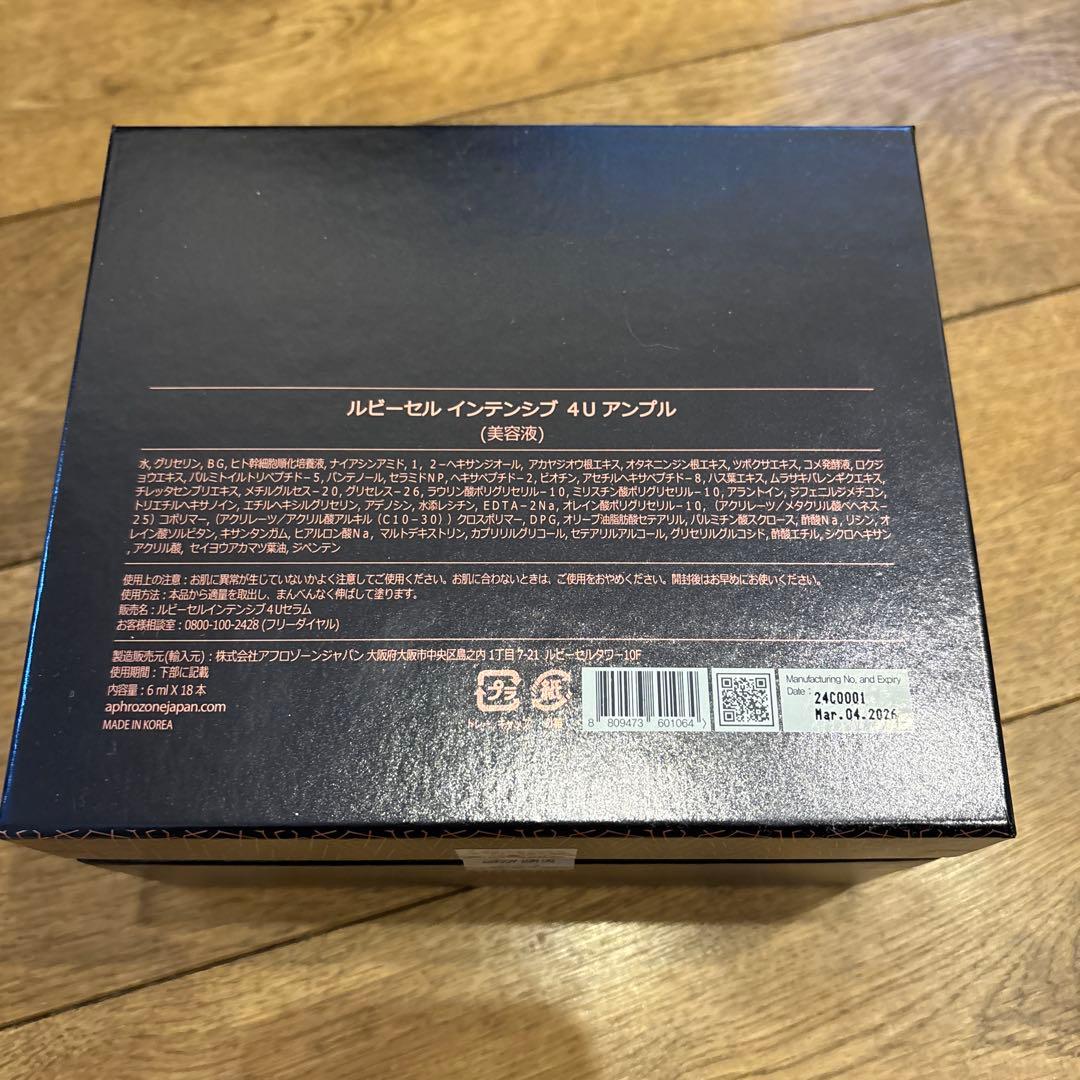 ルビーセル インテンシブ 4U アンプル
(美容液)
水, グリセリン, BG, ヒト幹細胞順化培養液, ナイアシンアミド, 1, 2-ヘキサンジオール, アカヤジオウ根エキス, オタネニンジン根エキス, ツボクサエキス, コメ発酵液, ログジ
ョウエキス, パルミトイルトリペプチド-5, パンテノール, セラミドNP, ヘキサペプチド-2, ビオチン, アセチルヘキサペプチド-8, ハス葉エキス, ムラサキバレンギクエキス,
チレッタセンブリエキス, メチルグルセス-20, グリセレス-26, ラウリン酸ポリグリセリル-10, ミリスチン酸ポリグリセリル-10, アラントイン, ジフェニルジメチコン,
トリエチルヘキサノイン, エチルヘキシルグリセリン, アデノシン, 水添レシチン, EDTA-2Na, オレイン酸ポリグリセリル-10, (アクリレーツ/メタクリル酸ベヘネス-
25) コポリマー, (アクリレーツ/アクリル酸アルキル (C10-30)) クロスポリマー, DPG, オリーブ油脂肪酸セテアリル, パルミチン酸スクロース, 酢酸Na, リシン, オ
レイン酸ソルビタン, キサンタンガム, ヒアルロン酸Na, マルトデキストリン, カプリリルグリコール, セテアリルアルコール, グリセリルグルコシド, 酢酸エチル, シクロヘキサン
, アクリル酸, セイヨウアカマツ葉油, ジペンテン
使用上の注意 : お肌に異常が生じていないかよく注意してご使用ください。お肌に合わないときは、ご使用をおやめください。開封後はお早めにお使いください。
使用方法 : 本品から適量を取出し、まんべんなく伸ばして塗ります。
販売名 : ルビーセルインテンシブ4Uセラム
お客様相談室 : 0800-100-2428 (フリーダイヤル)
製造販売元(輸入元) : 株式会社アフロゾーンジャパン 大阪府大阪市中央区島之内1丁目7-21 ルビーセルタワー10F
使用期間 : 下部に記載
内容量 : 6 ml X 18 本
aphrozonejapan.com
MADE IN KOREA
プラ
紙
8 809473 601064
Manufacturing No, and Expiry
Date :
24C0001
Mar.04.2026